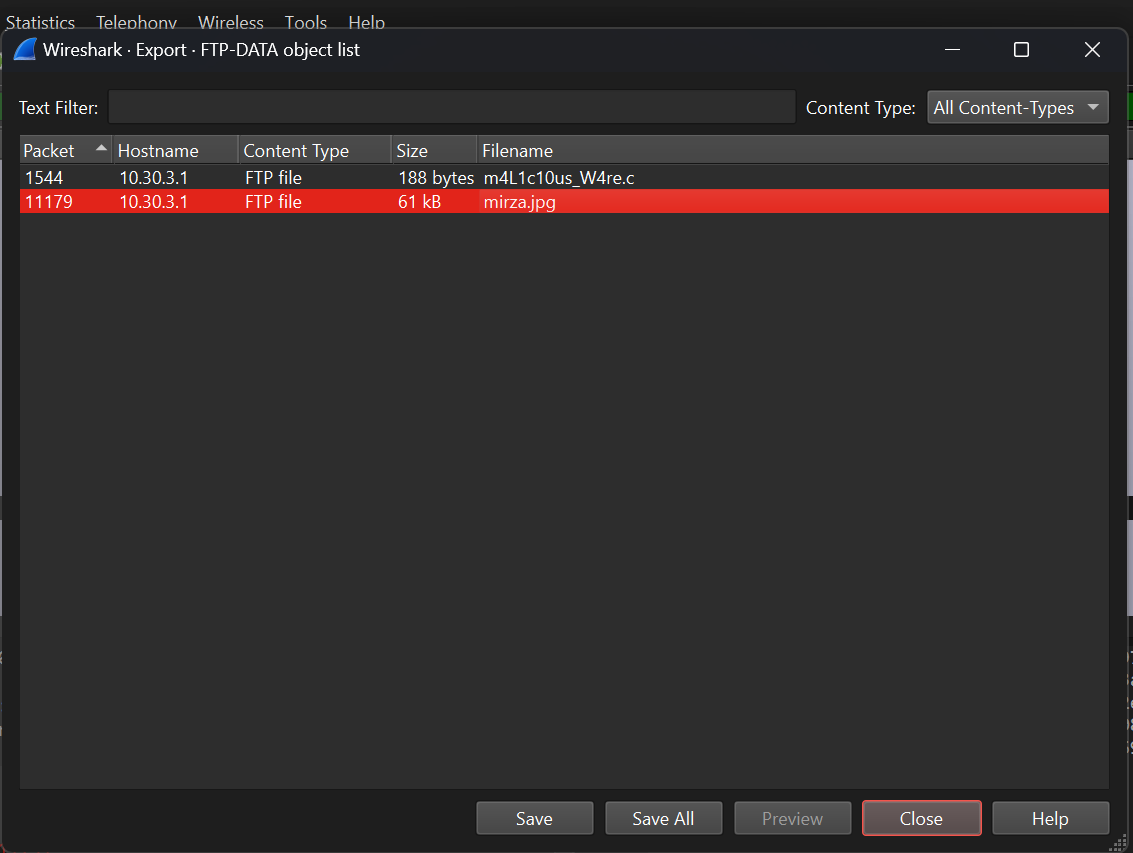 Statistics Telephony Wireless Tools Help
Wireshark · Export · FTP-DATA object list
Text Filter: Content Type: All Content-Types
Packet Hostname Content Type Size Filename
1544 10.30.3.1 FTP file 188 bytes m4L1c10us_W4re.c
11179 10.30.3.1 FTP file 61 kB mirza.jpg
Save Save All Preview Close Help